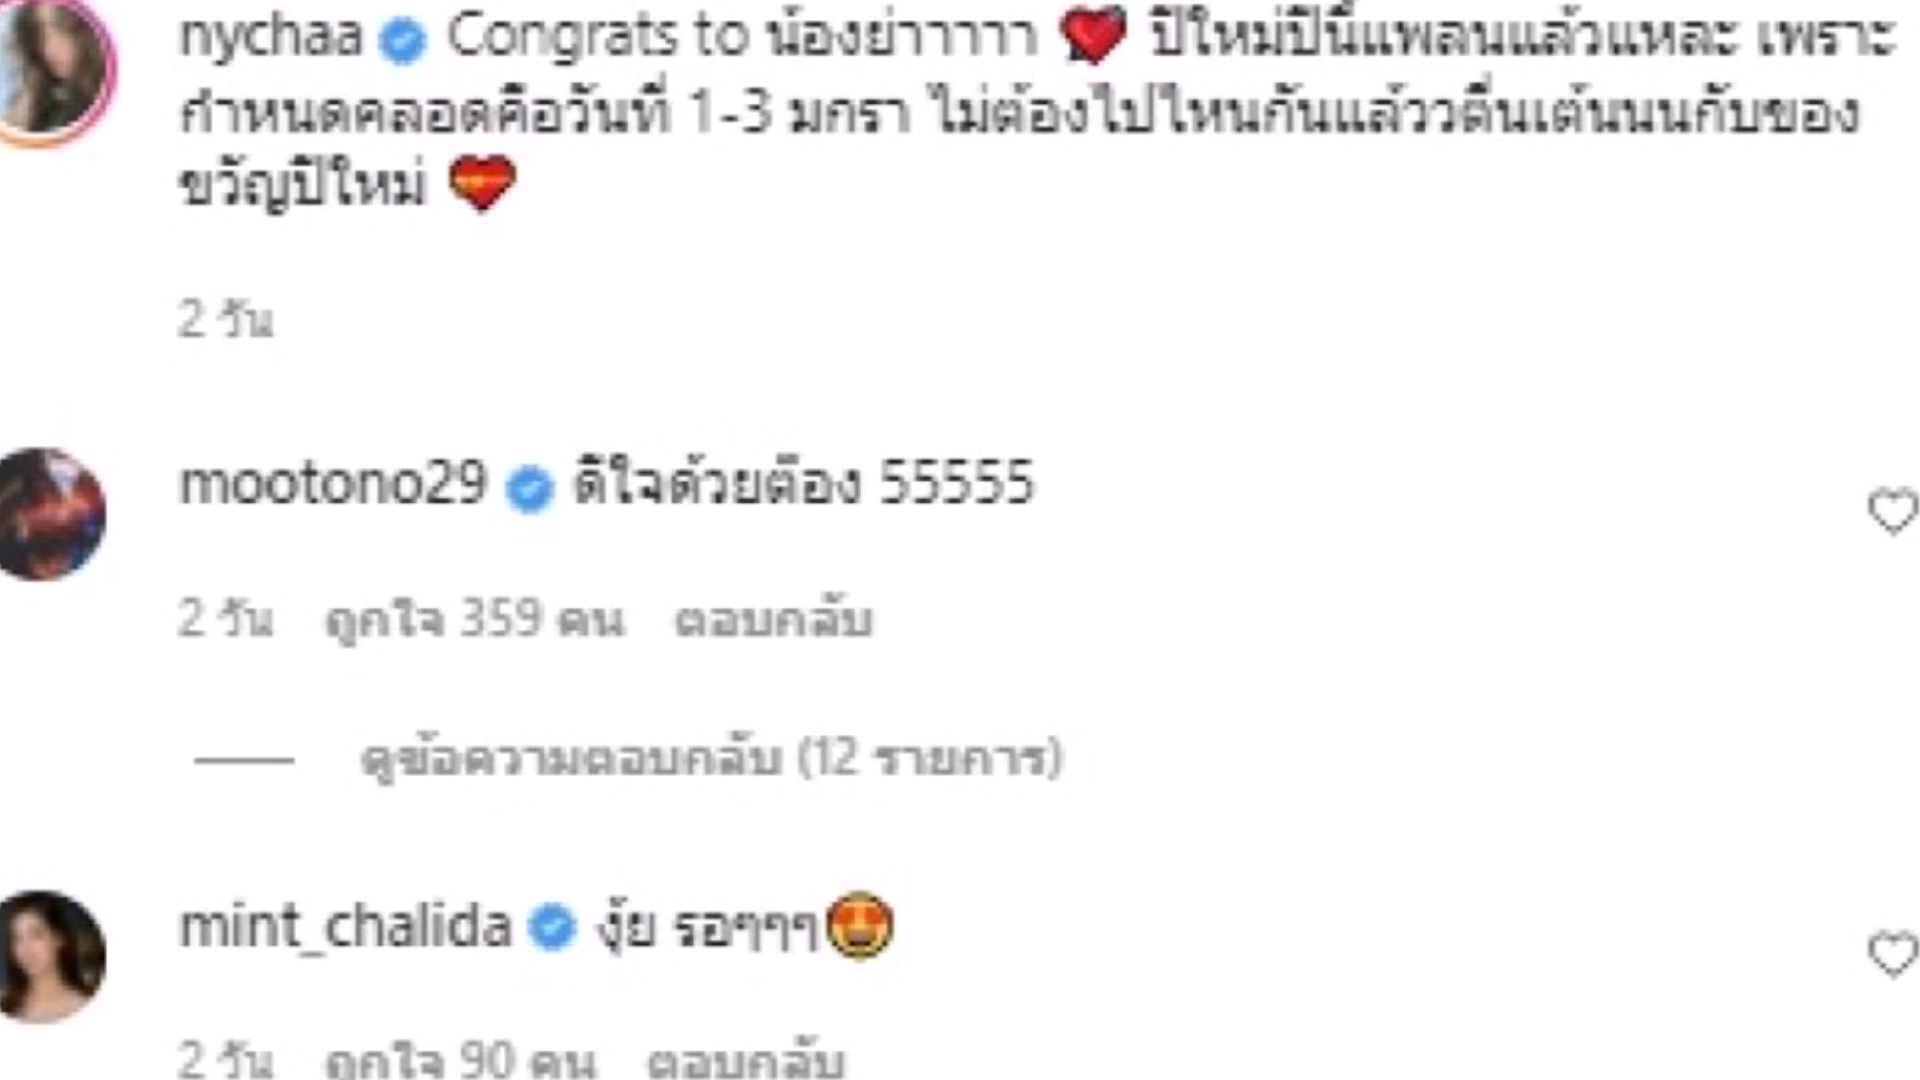 nychaa Congrats to น้องย่าาาาา ❤️ ปีใหม่ปีนี้แพลนแล้วแหละ เพราะ
กำหนดคลอดคือวันที่ 1-3 มกรา ไม่ต้องไปไหนกันแล้ววตื่นเต้นนนกับของ
ขวัญปีใหม่ 💝
2 วัน
mootono29 ดีใจด้วยต๊อง 55555
2 วัน ถูกใจ 359 คน ตอบกลับ
ดูข้อความตอบกลับ (12 รายการ)
mint_chalida งุ้ย รอๆๆๆ😍
2 วัน ถูกใจ 90 คน ตอบกลับ